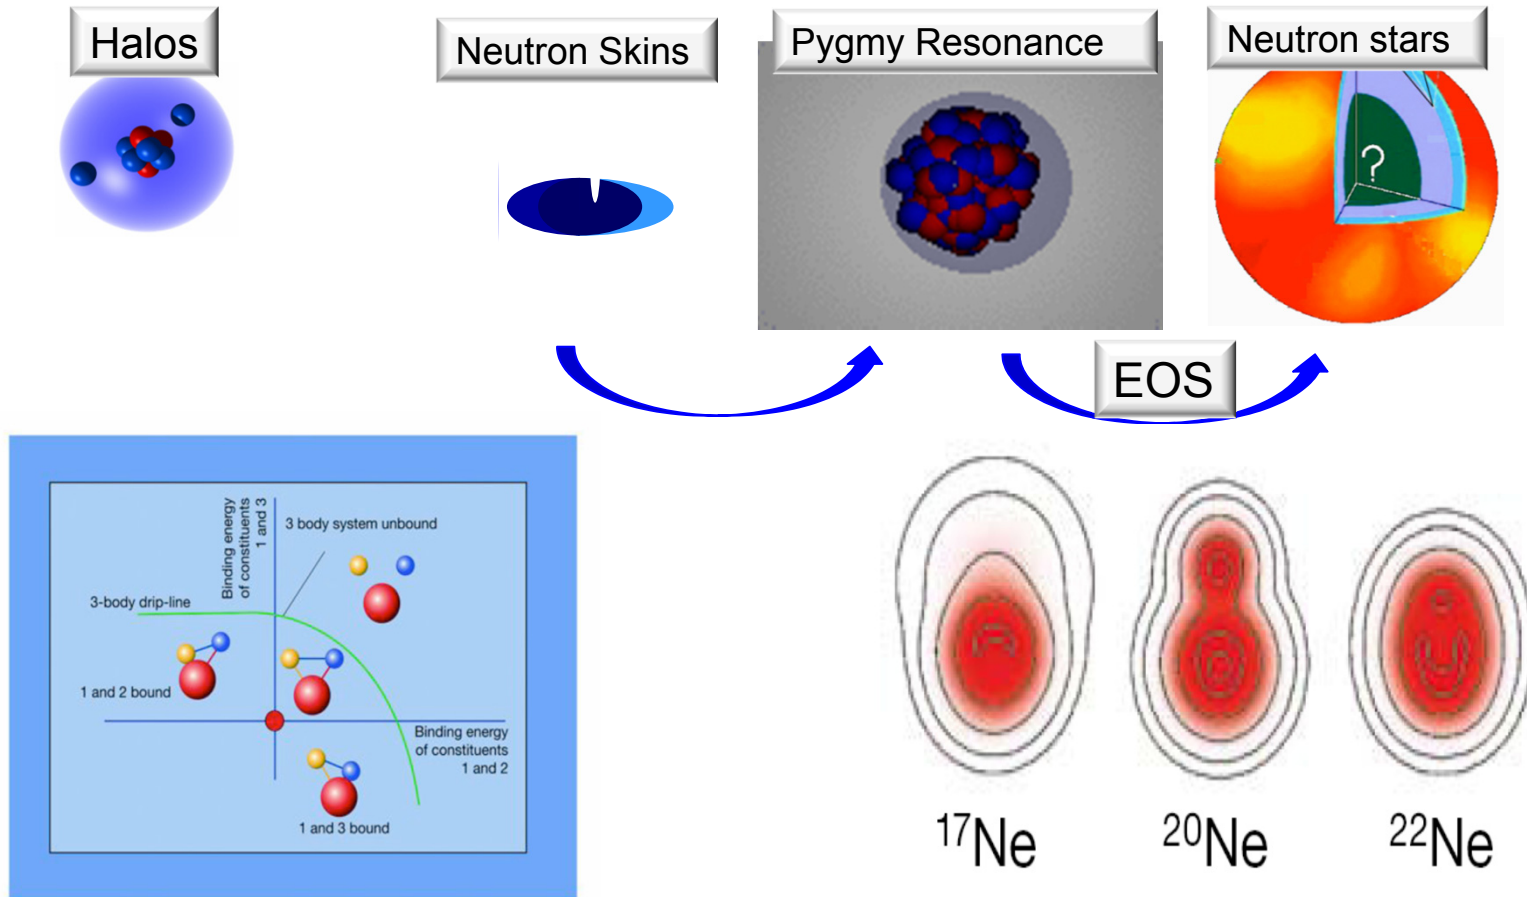 Halos
Neutron Skins
Pygmy Resonance
Neutron stars
?
EOS
Binding energy
of constituents
1 and 3
3 body system unbound
3-body drip-line
1 and 2 bound
Binding energy
of constituents
1 and 2
1 and 3 bound
¹⁷Ne
²⁰Ne
²²Ne